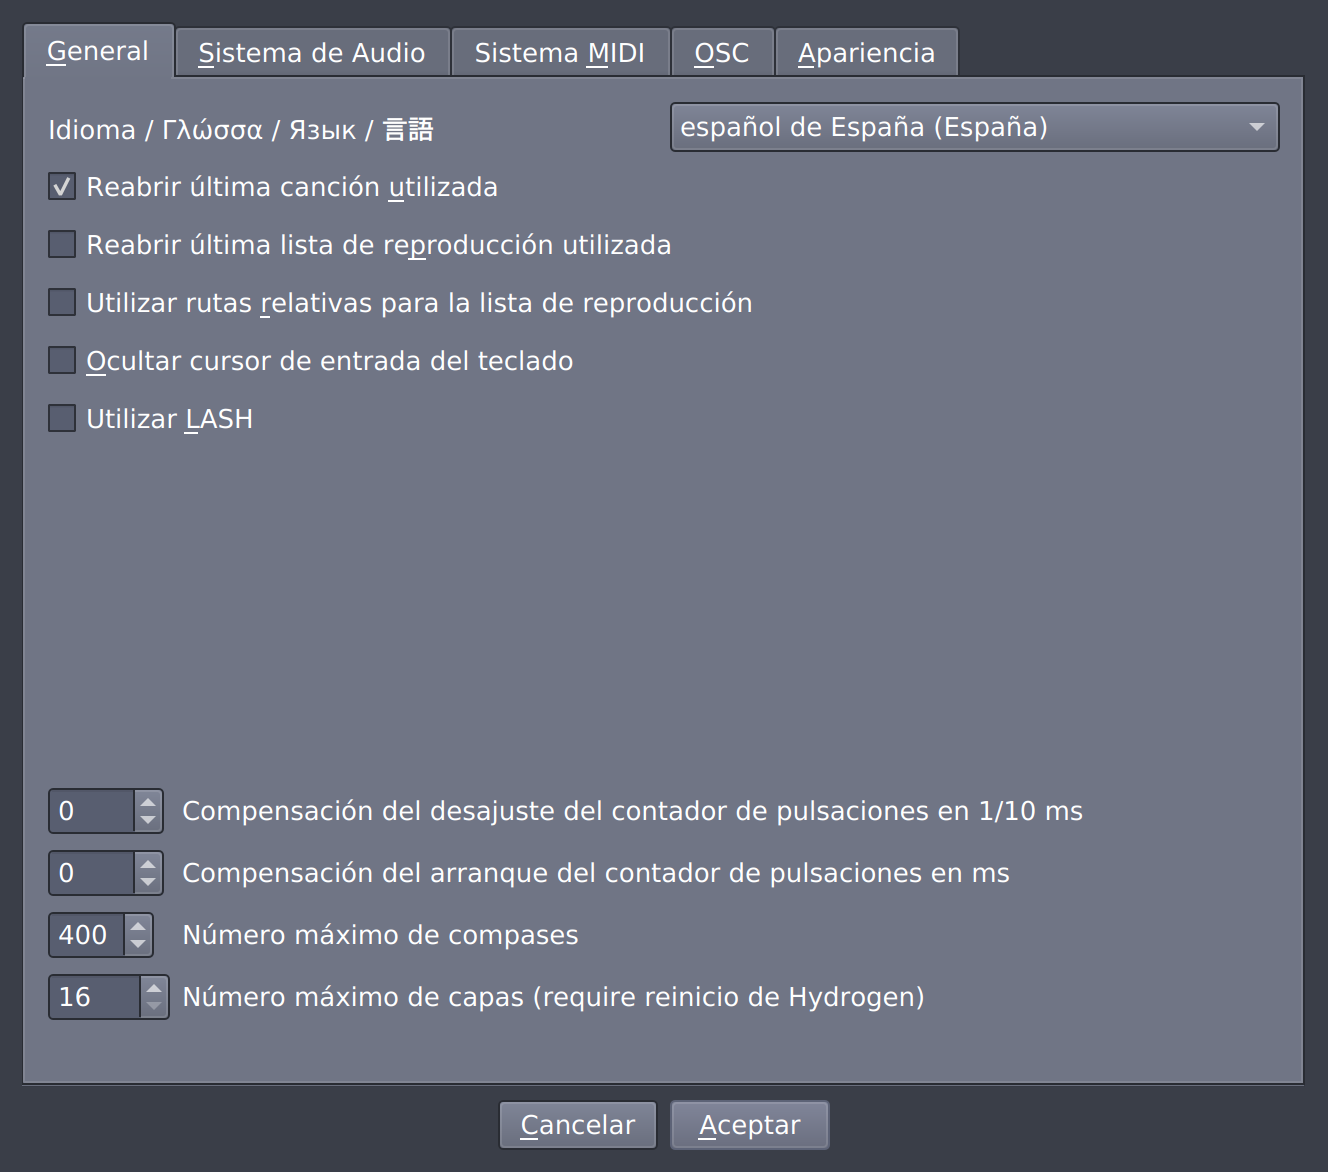 General Sistema de Audio Sistema MIDI OSC Apariencia
Idioma / Γλώσσα / Язык / 言語 español de España (España)
Reabrir última canción utilizada
Reabrir última lista de reproducción utilizada
Utilizar rutas relativas para la lista de reproducción
Ocultar cursor de entrada del teclado
Utilizar LASH
0 Compensación del desajuste del contador de pulsaciones en 1/10 ms
0 Compensación del arranque del contador de pulsaciones en ms
400 Número máximo de compases
16 Número máximo de capas (require reinicio de Hydrogen)
Cancelar Aceptar